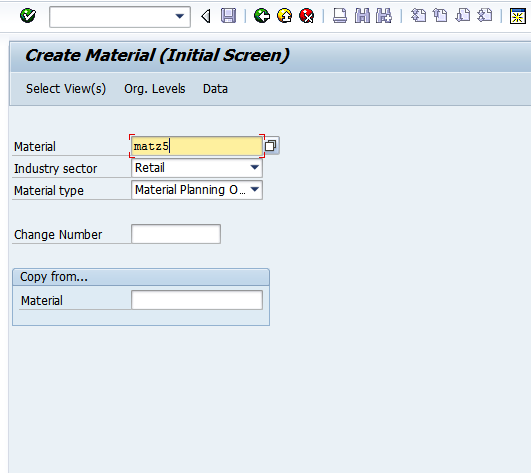 Create Material (Initial Screen)
Select View(s) Org. Levels Data
Material matz5
Industry sector Retail
Material type Material Planning O...
Change Number
Copy from...
Material